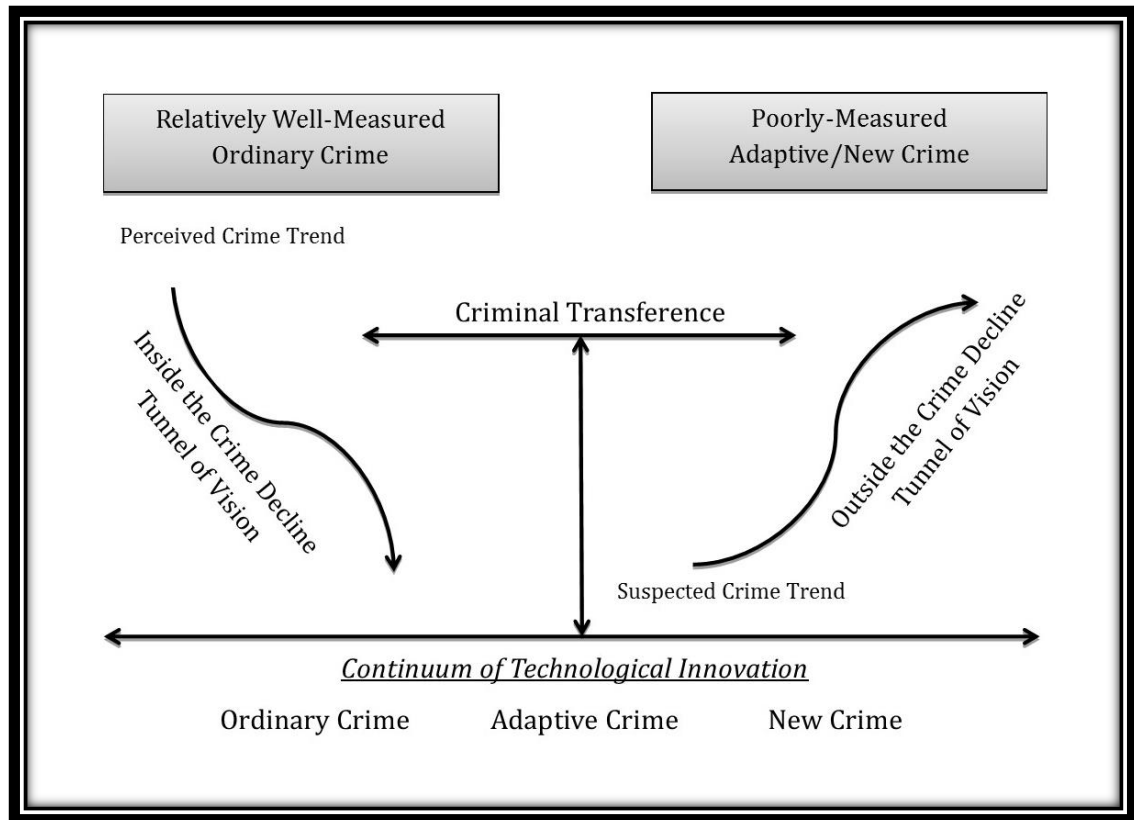 Relatively Well-Measured
Ordinary Crime
Poorly-Measured
Adaptive/New Crime
Perceived Crime Trend
Criminal Transference
Inside the Crime Decline
Tunnel of Vision
Outside the Crime Decline
Tunnel of Vision
Suspected Crime Trend
Continuum of Technological Innovation
Ordinary Crime
Adaptive Crime
New Crime